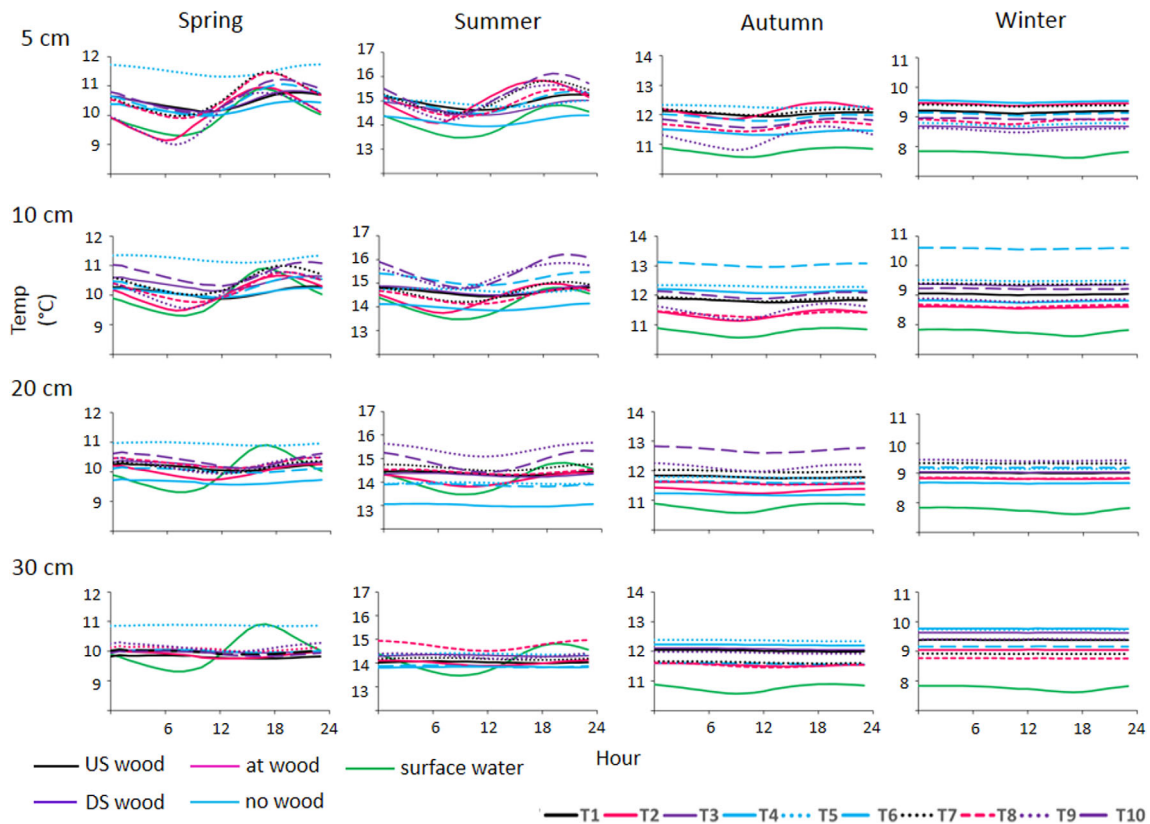 Spring Summer Autumn Winter
5 cm
12 17 14 11
11 16 13 10
10 15 12 9
9 14 11 8
13
10 cm
12 17 14 11
11 16 13 10
10 15 12 9
9 14 11 8
13
Temp
(°C)
20 cm
12 17 14 11
11 16 13 10
10 15 12 9
9 14 11 8
13
30 cm
12 17 14 11
11 16 13 10
10 15 12 9
9 14 11 8
13
6 12 18 24 6 12 18 24 6 12 18 24 6 12 18 24
Hour
US wood at wood surface water
DS wood no wood
T1 T2 T3 T4 T5 T6 T7 T8 T9 T10